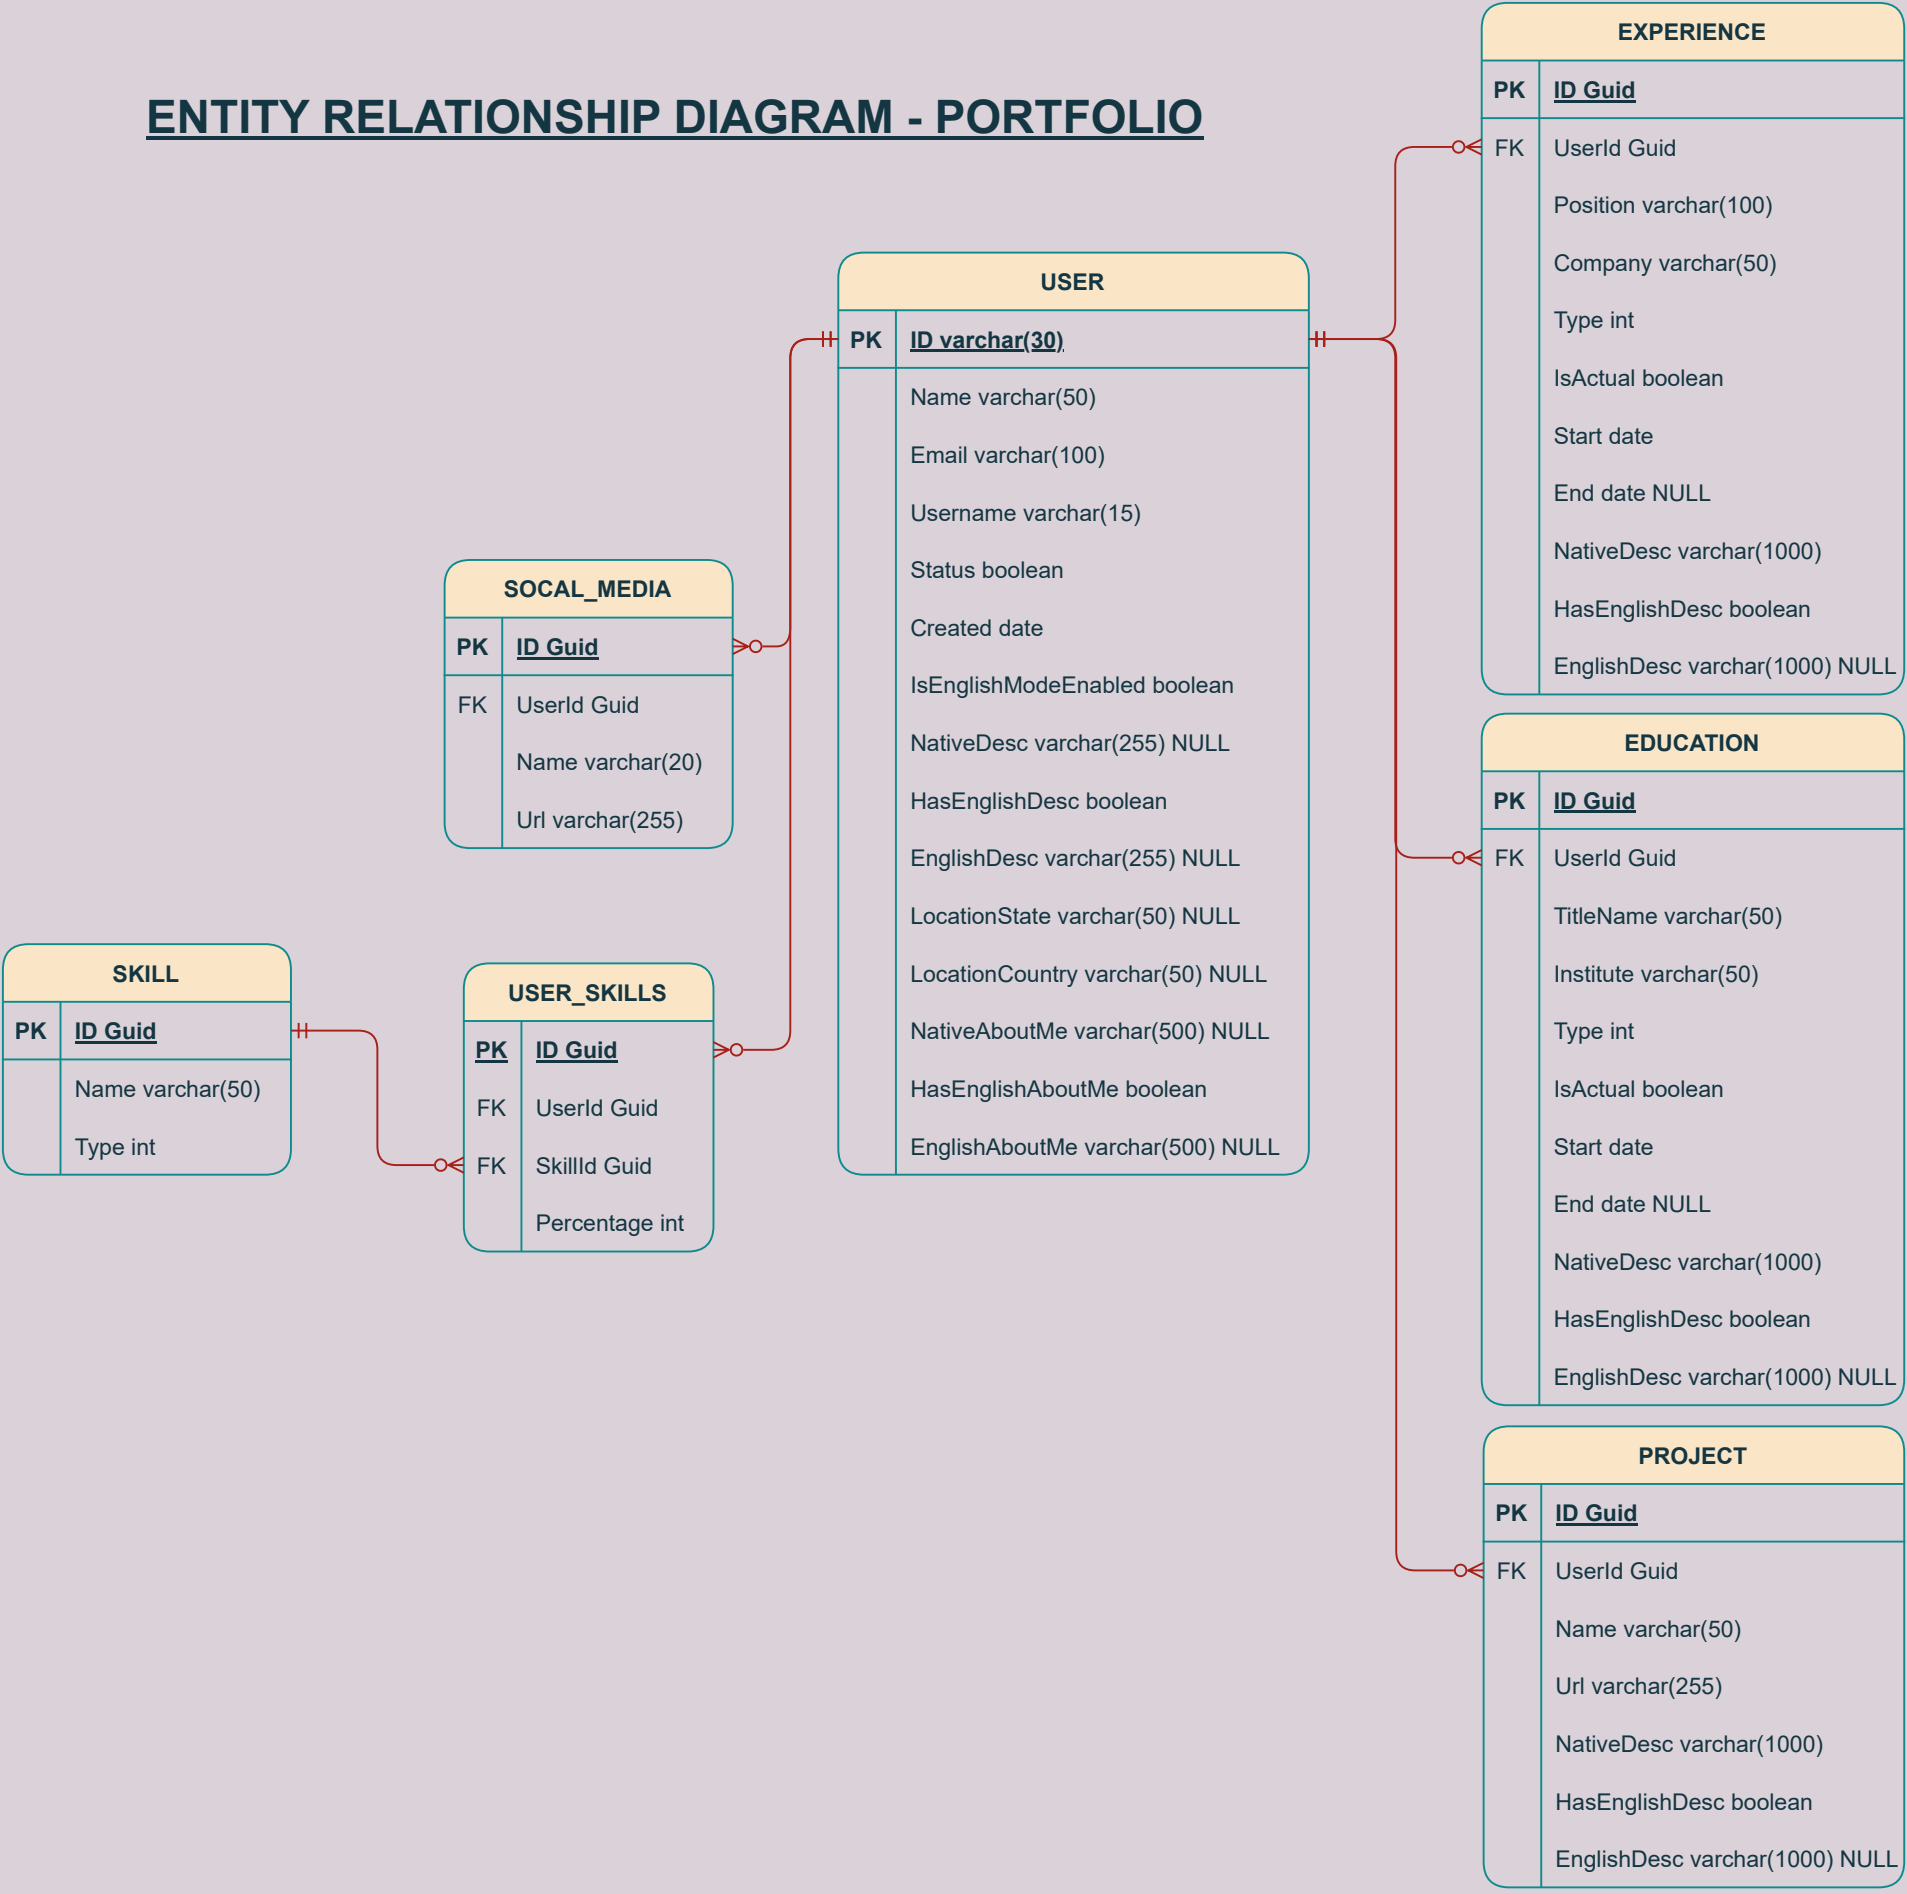 ENTITY RELATIONSHIP DIAGRAM - PORTFOLIO
EXPERIENCE
PK ID Guid
FK UserId Guid
Position varchar(100)
Company varchar(50)
Type int
IsActual boolean
Start date
End date NULL
NativeDesc varchar(1000)
HasEnglishDesc boolean
EnglishDesc varchar(1000) NULL
USER
PK ID varchar(30)
Name varchar(50)
Email varchar(100)
Username varchar(15)
Status boolean
Created date
IsEnglishModeEnabled boolean
NativeDesc varchar(255) NULL
HasEnglishDesc boolean
EnglishDesc varchar(255) NULL
LocationState varchar(50) NULL
LocationCountry varchar(50) NULL
NativeAboutMe varchar(500) NULL
HasEnglishAboutMe boolean
EnglishAboutMe varchar(500) NULL
SOCAL_MEDIA
PK ID Guid
FK UserId Guid
Name varchar(20)
Url varchar(255)
EDUCATION
PK ID Guid
FK UserId Guid
TitleName varchar(50)
Institute varchar(50)
Type int
IsActual boolean
Start date
End date NULL
NativeDesc varchar(1000)
HasEnglishDesc boolean
EnglishDesc varchar(1000) NULL
SKILL
PK ID Guid
Name varchar(50)
Type int
USER_SKILLS
PK ID Guid
FK UserId Guid
FK SkillId Guid
Percentage int
PROJECT
PK ID Guid
FK UserId Guid
Name varchar(50)
Url varchar(255)
NativeDesc varchar(1000)
HasEnglishDesc boolean
EnglishDesc varchar(1000) NULL